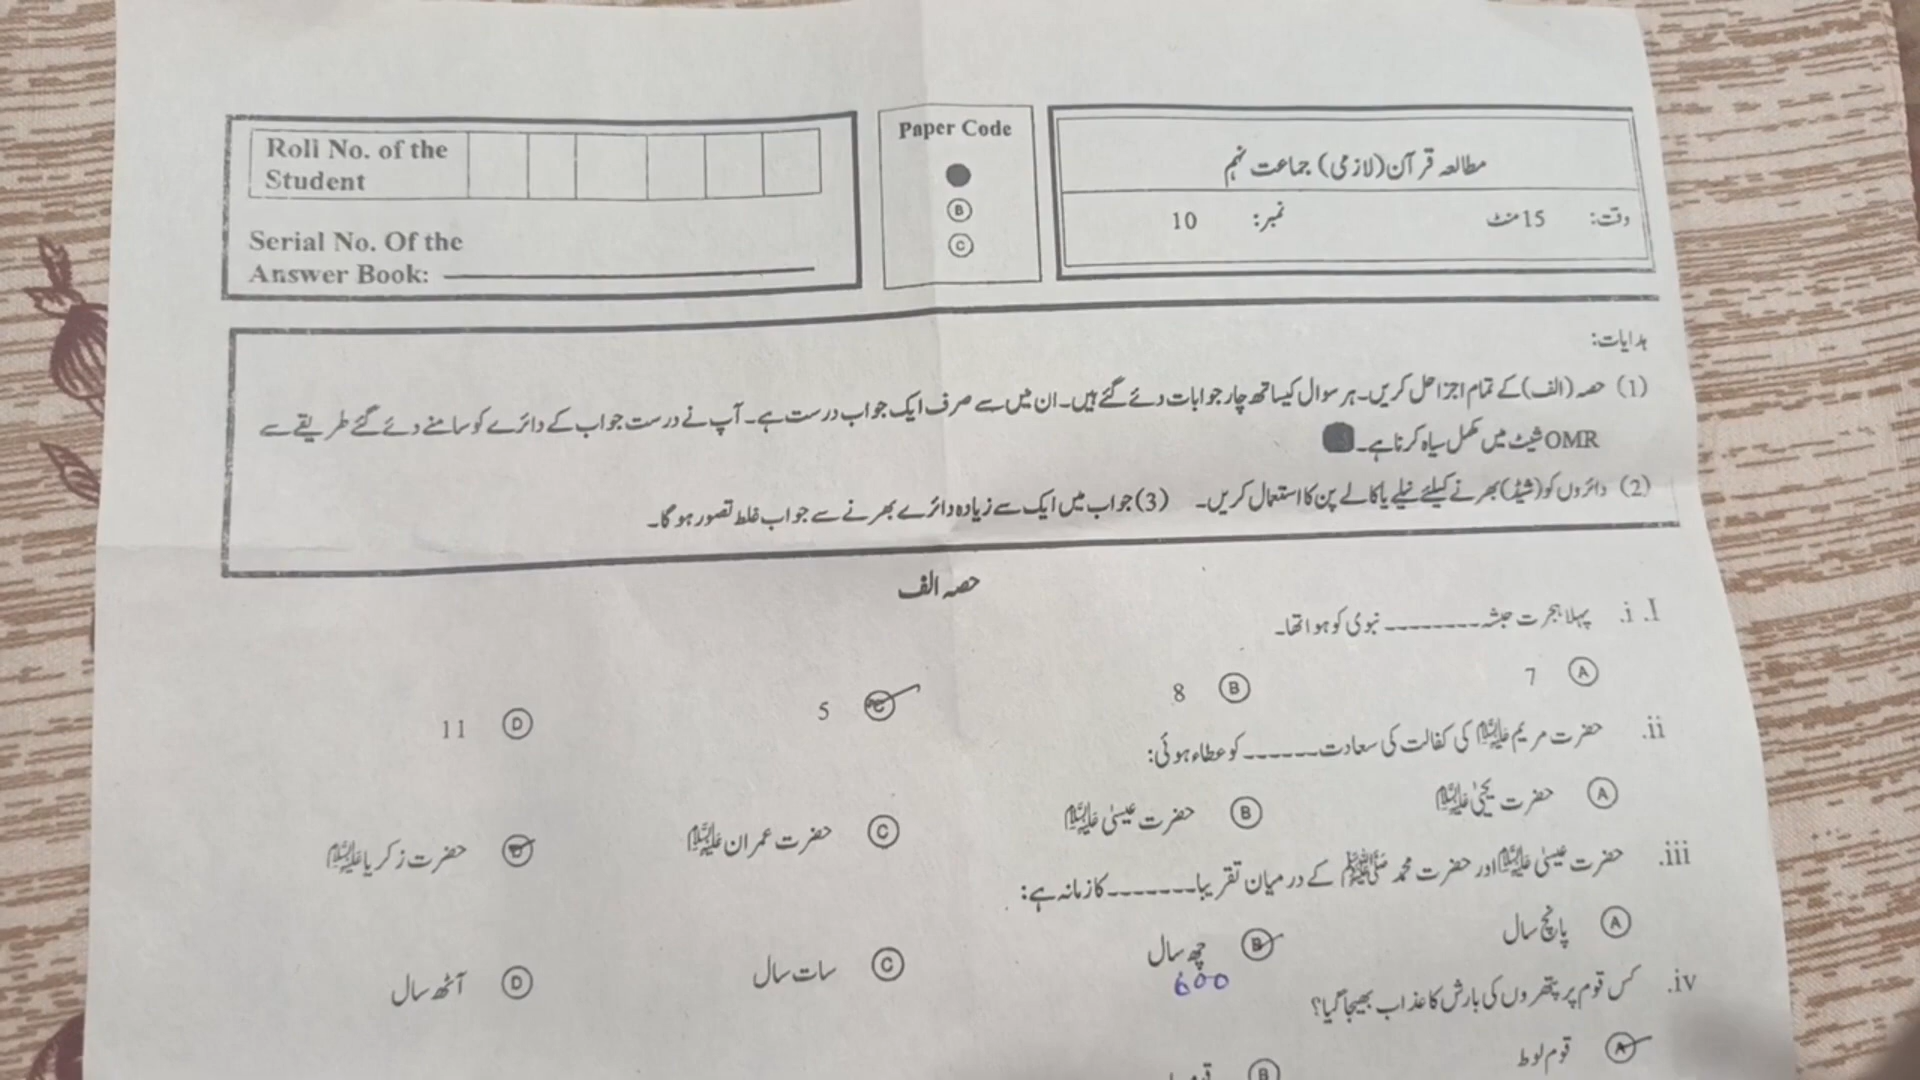 Roll No. of the
Student
Serial No. Of the
Answer Book:
Paper Code
B
C
مطالعہ قرآن(لازمی) جماعت نہم
وقت: 15 منٹ نمبر: 10
ہدایات:
(1) حصہ (الف) کے تمام اجزا حل کریں۔ ہر سوال کیساتھ چار جوابات دئے گئے ہیں۔ ان میں سے صرف ایک جواب درست ہے۔ آپ نے درست جواب کے دائرے کو سامنے دئے گئے طریقے سے
OMR شیٹ میں مکمل سیاہ کرنا ہے۔
(2) دائروں کو (شیڈ) بھرنے کیلئے نیلے یا کالے پن کا استعمال کریں۔ (3) جواب میں ایک سے زیادہ دائرے بھرنے سے جواب غلط تصور ہو گا۔
حصہ الف
I. i. پہلا ہجرت حبشہ -------- نبوی کو ہوا تھا۔
A 7 B 8 C 5 D 11
ii. حضرت مریم علیہا السلام کی کفالت کی سعادت ------ کو عطاء ہوئی:
A حضرت یحییٰ علیہ السلام B حضرت عیسیٰ علیہ السلام C حضرت عمران علیہ السلام D حضرت زکریا علیہ السلام
iii. حضرت عیسیٰ علیہ السلام اور حضرت محمد ﷺ کے درمیان تقریبا ------- کا زمانہ ہے:
A پانچ سال B چھ سال C سات سال D آٹھ سال
600
iv. کس قوم پر پتھروں کی بارش کا عذاب بھیجا گیا؟
A قوم لوط B